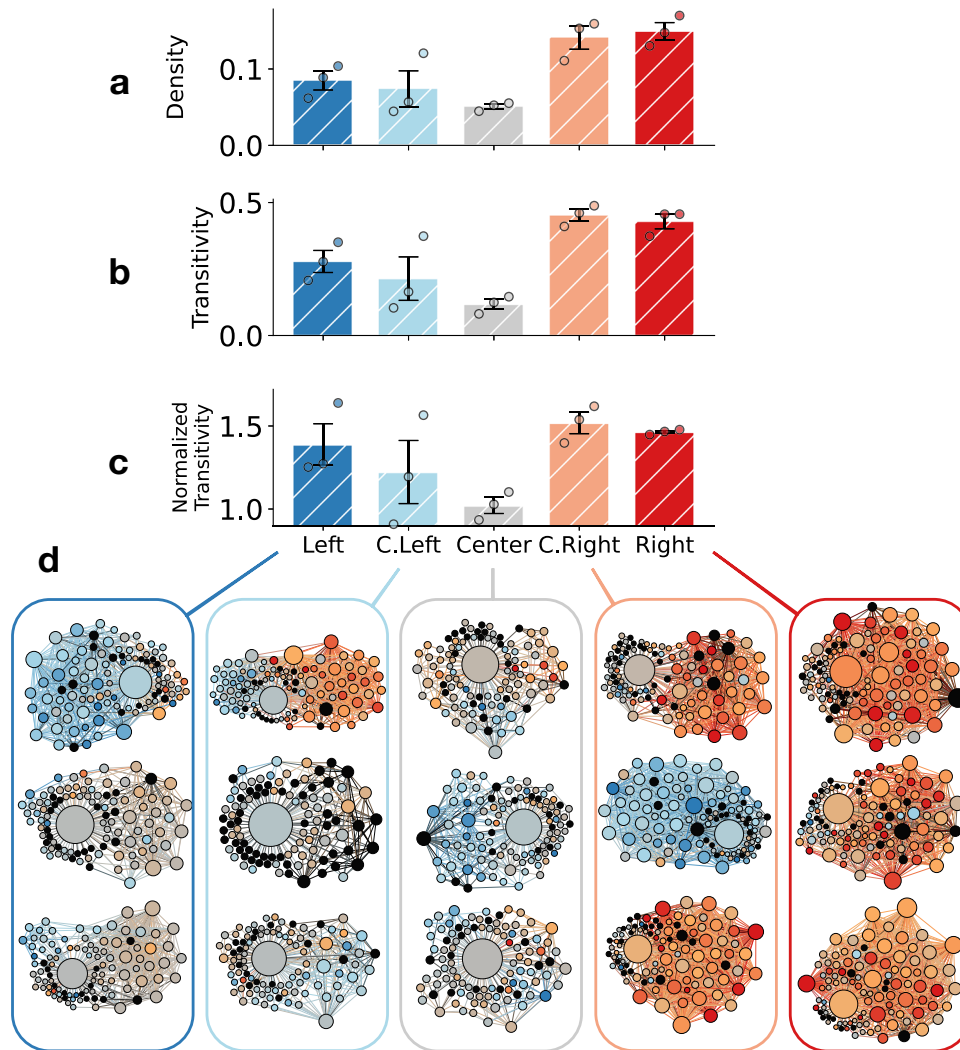 a
Density
0.1
0.0
b
Transitivity
0.5
0.0
c
Normalized
Transitivity
1.5
1.0
Left C.Left Center C.Right Right
d